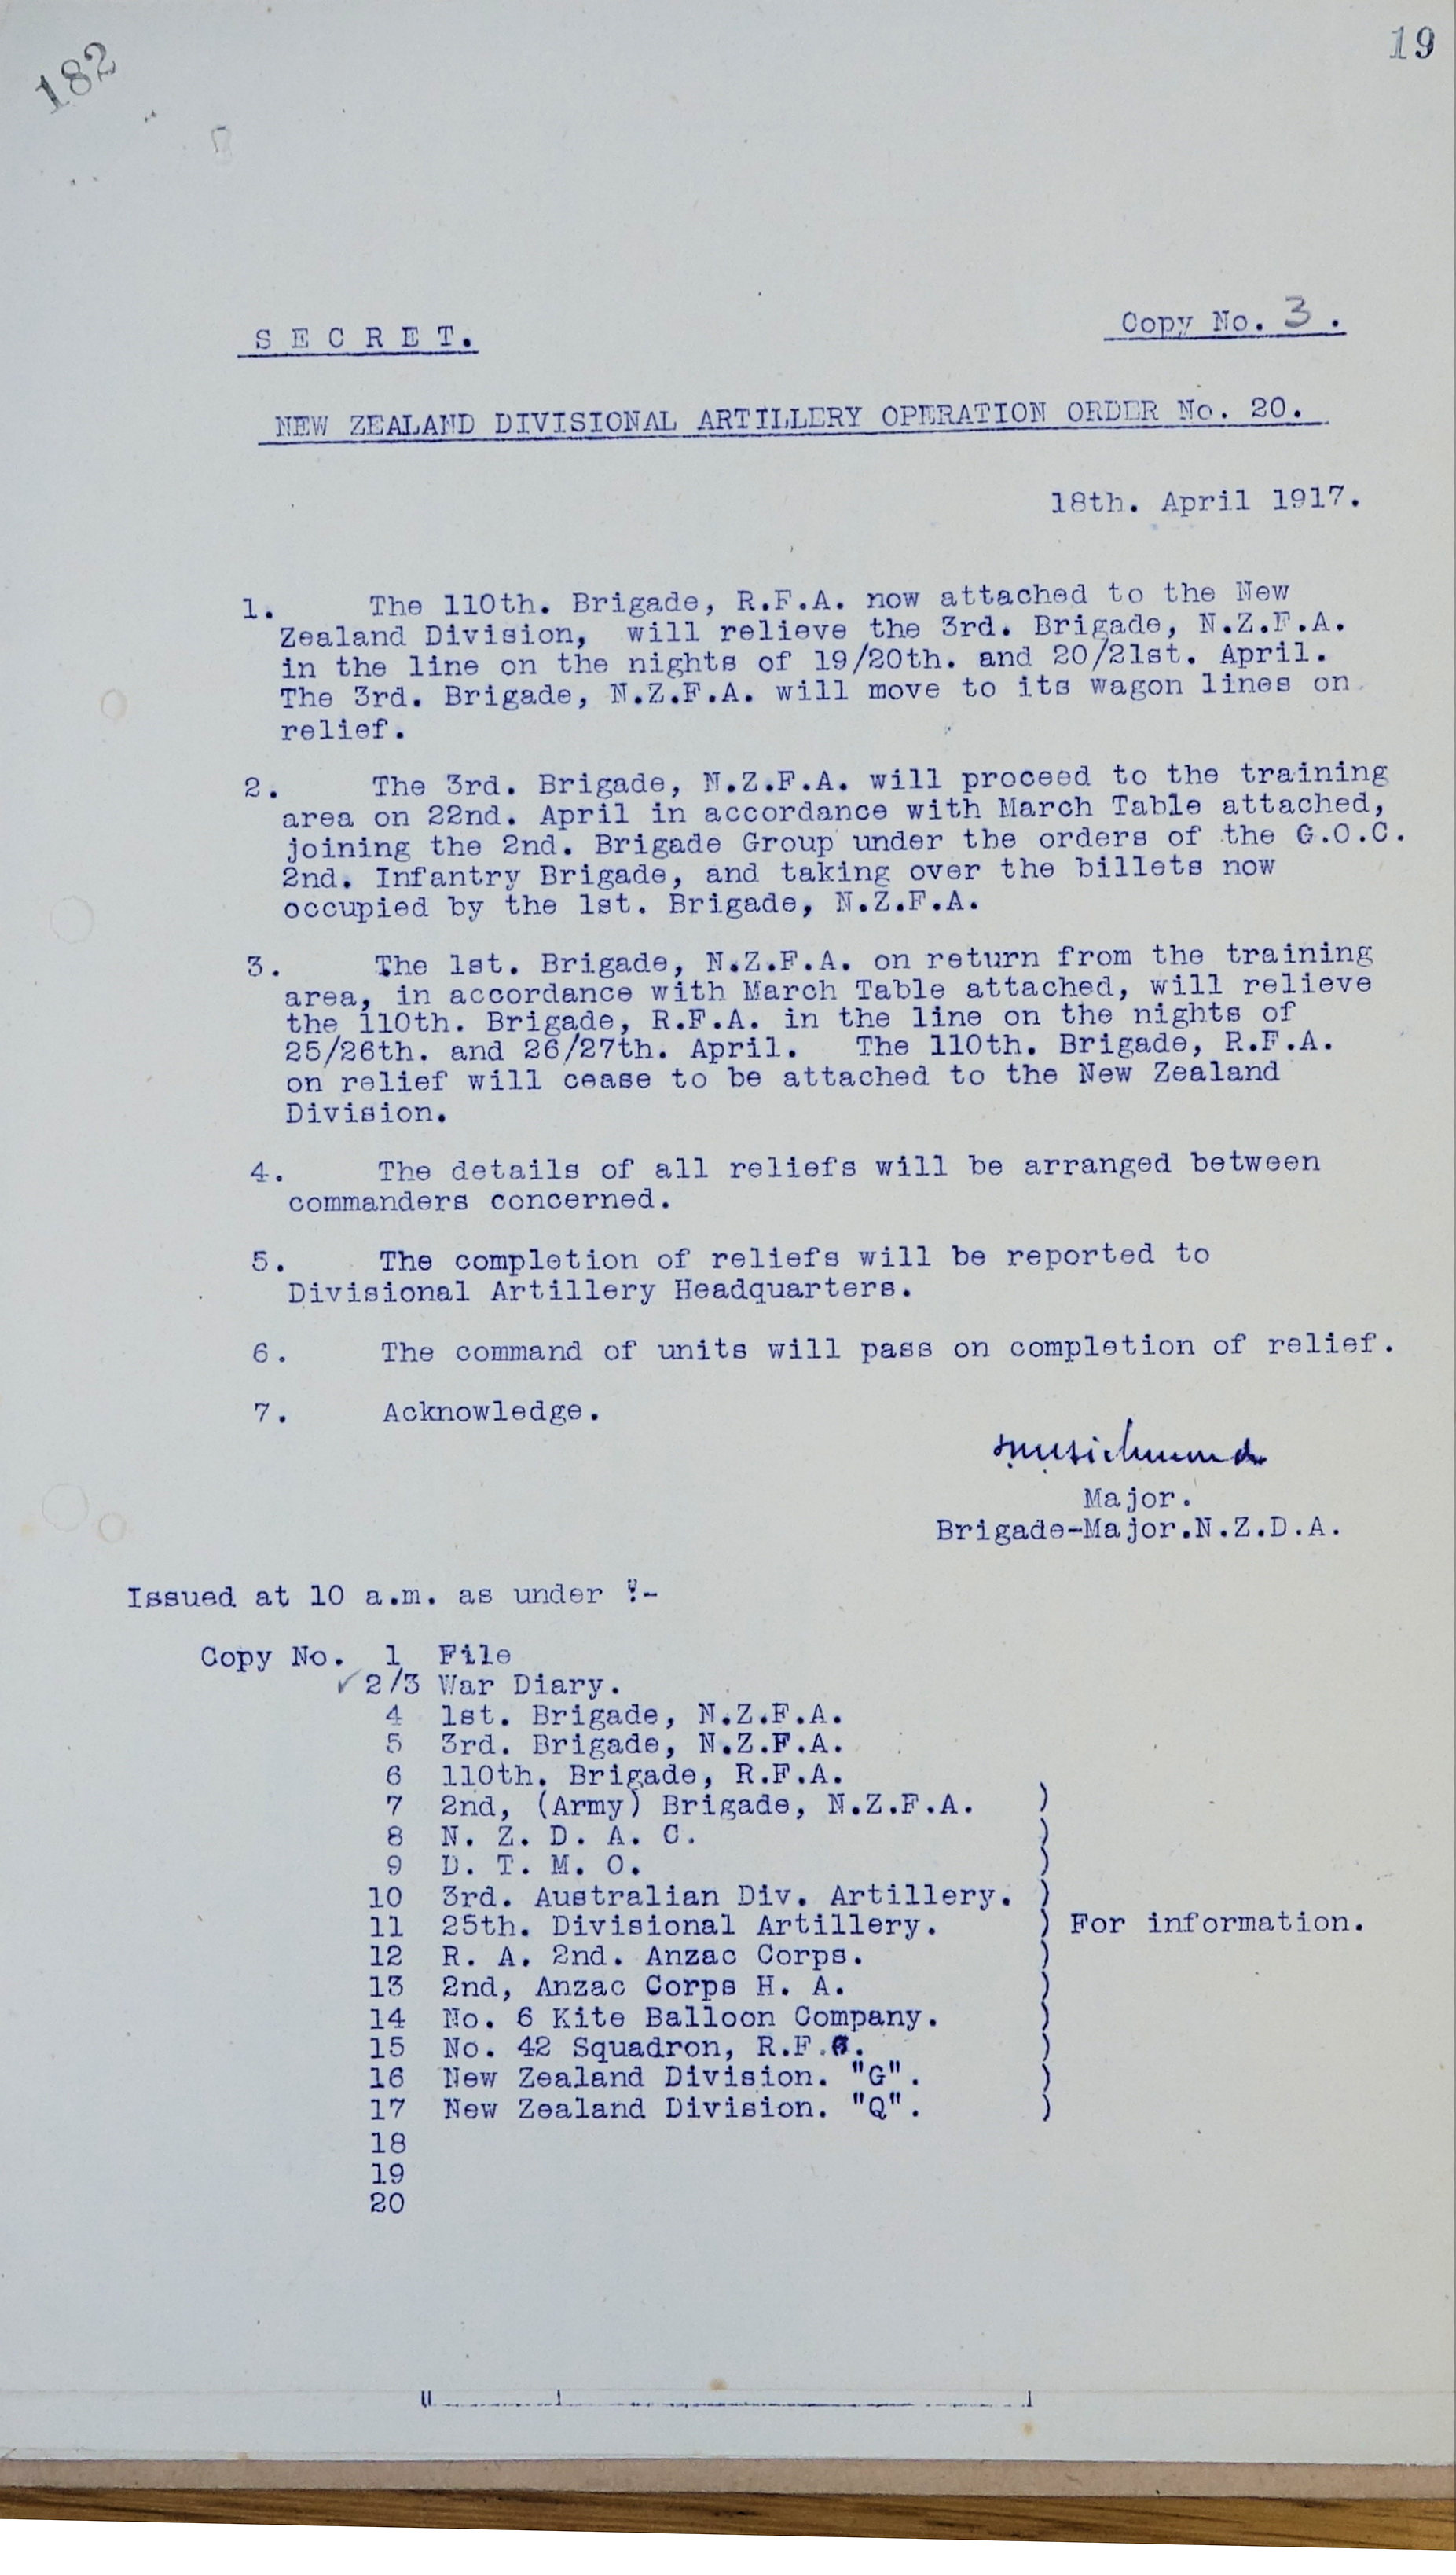 182
19
SECRET.
Copy No. 3.
NEW ZEALAND DIVISIONAL ARTILLERY OPERATION ORDER No. 20.
18th. April 1917.
1. The 110th. Brigade, R.F.A. now attached to the New
Zealand Division, will relieve the 3rd. Brigade, N.Z.F.A.
in the line on the nights of 19/20th. and 20/21st. April.
The 3rd. Brigade, N.Z.F.A. will move to its wagon lines on
relief.
2. The 3rd. Brigade, N.Z.F.A. will proceed to the training
area on 22nd. April in accordance with March Table attached,
joining the 2nd. Brigade Group under the orders of the G.O.C.
2nd. Infantry Brigade, and taking over the billets now
occupied by the 1st. Brigade, N.Z.F.A.
3. The 1st. Brigade, N.Z.F.A. on return from the training
area, in accordance with March Table attached, will relieve
the 110th. Brigade, R.F.A. in the line on the nights of
25/26th. and 26/27th. April. The 110th. Brigade, R.F.A.
on relief will cease to be attached to the New Zealand
Division.
4. The details of all reliefs will be arranged between
commanders concerned.
5. The completion of reliefs will be reported to
Divisional Artillery Headquarters.
6. The command of units will pass on completion of relief.
7. Acknowledge.
Major.
Brigade-Major.N.Z.D.A.
Issued at 10 a.m. as under :-
Copy No. 1 File
✓ 2/3 War Diary.
4 1st. Brigade, N.Z.F.A.
5 3rd. Brigade, N.Z.F.A.
6 110th. Brigade, R.F.A.
7 2nd, (Army) Brigade, N.Z.F.A. )
8 N. Z. D. A. C. )
9 D. T. M. O. )
10 3rd. Australian Div. Artillery. )
11 25th. Divisional Artillery. ) For information.
12 R. A. 2nd. Anzac Corps. )
13 2nd, Anzac Corps H. A. )
14 No. 6 Kite Balloon Company. )
15 No. 42 Squadron, R.F.C. )
16 New Zealand Division. "G". )
17 New Zealand Division. "Q". )
18
19
20